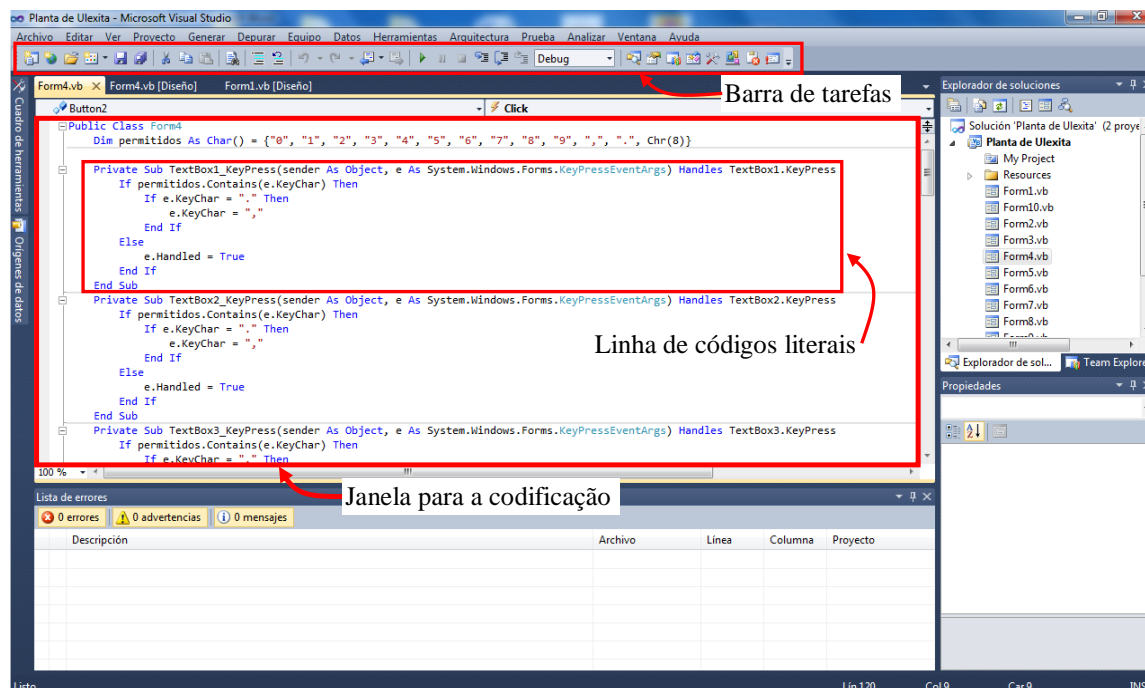 Planta de Ulexita - Microsoft Visual Studio
Archivo Editar Ver Proyecto Generar Depurar Equipo Datos Herramientas Arquitectura Prueba Analizar Ventana Ayuda
Debug
Barra de tarefas
Form4.vb Form4.vb [Diseño] Form1.vb [Diseño]
Button2 Click
Cuadro de herramientas
Orígenes de datos
Public Class Form4
Dim permitidos As Char() = {"0", "1", "2", "3", "4", "5", "6", "7", "8", "9", ",", ".", Chr(8)}
Private Sub TextBox1_KeyPress(sender As Object, e As System.Windows.Forms.KeyPressEventArgs) Handles TextBox1.KeyPress
If permitidos.Contains(e.KeyChar) Then
If e.KeyChar = "." Then
e.KeyChar = ","
End If
Else
e.Handled = True
End If
End Sub
Private Sub TextBox2_KeyPress(sender As Object, e As System.Windows.Forms.KeyPressEventArgs) Handles TextBox2.KeyPress
If permitidos.Contains(e.KeyChar) Then
If e.KeyChar = "." Then
e.KeyChar = ","
End If
Else
e.Handled = True
End If
End Sub
Private Sub TextBox3_KeyPress(sender As Object, e As System.Windows.Forms.KeyPressEventArgs) Handles TextBox3.KeyPress
If permitidos.Contains(e.KeyChar) Then
If e.KeyChar = "." Then
Linha de códigos literais
100 %
Janela para a codificação
Explorador de soluciones
Solución 'Planta de Ulexita' (2 proye
Planta de Ulexita
My Project
Resources
Form1.vb
Form10.vb
Form2.vb
Form3.vb
Form4.vb
Form5.vb
Form6.vb
Form7.vb
Form8.vb
Explorador de sol... Team Explore
Propiedades
Lista de errores
0 errores 0 advertencias 0 mensajes
Descripción Archivo Línea Columna Proyecto
Listo Lín 120 Col 9 Car 9 INS